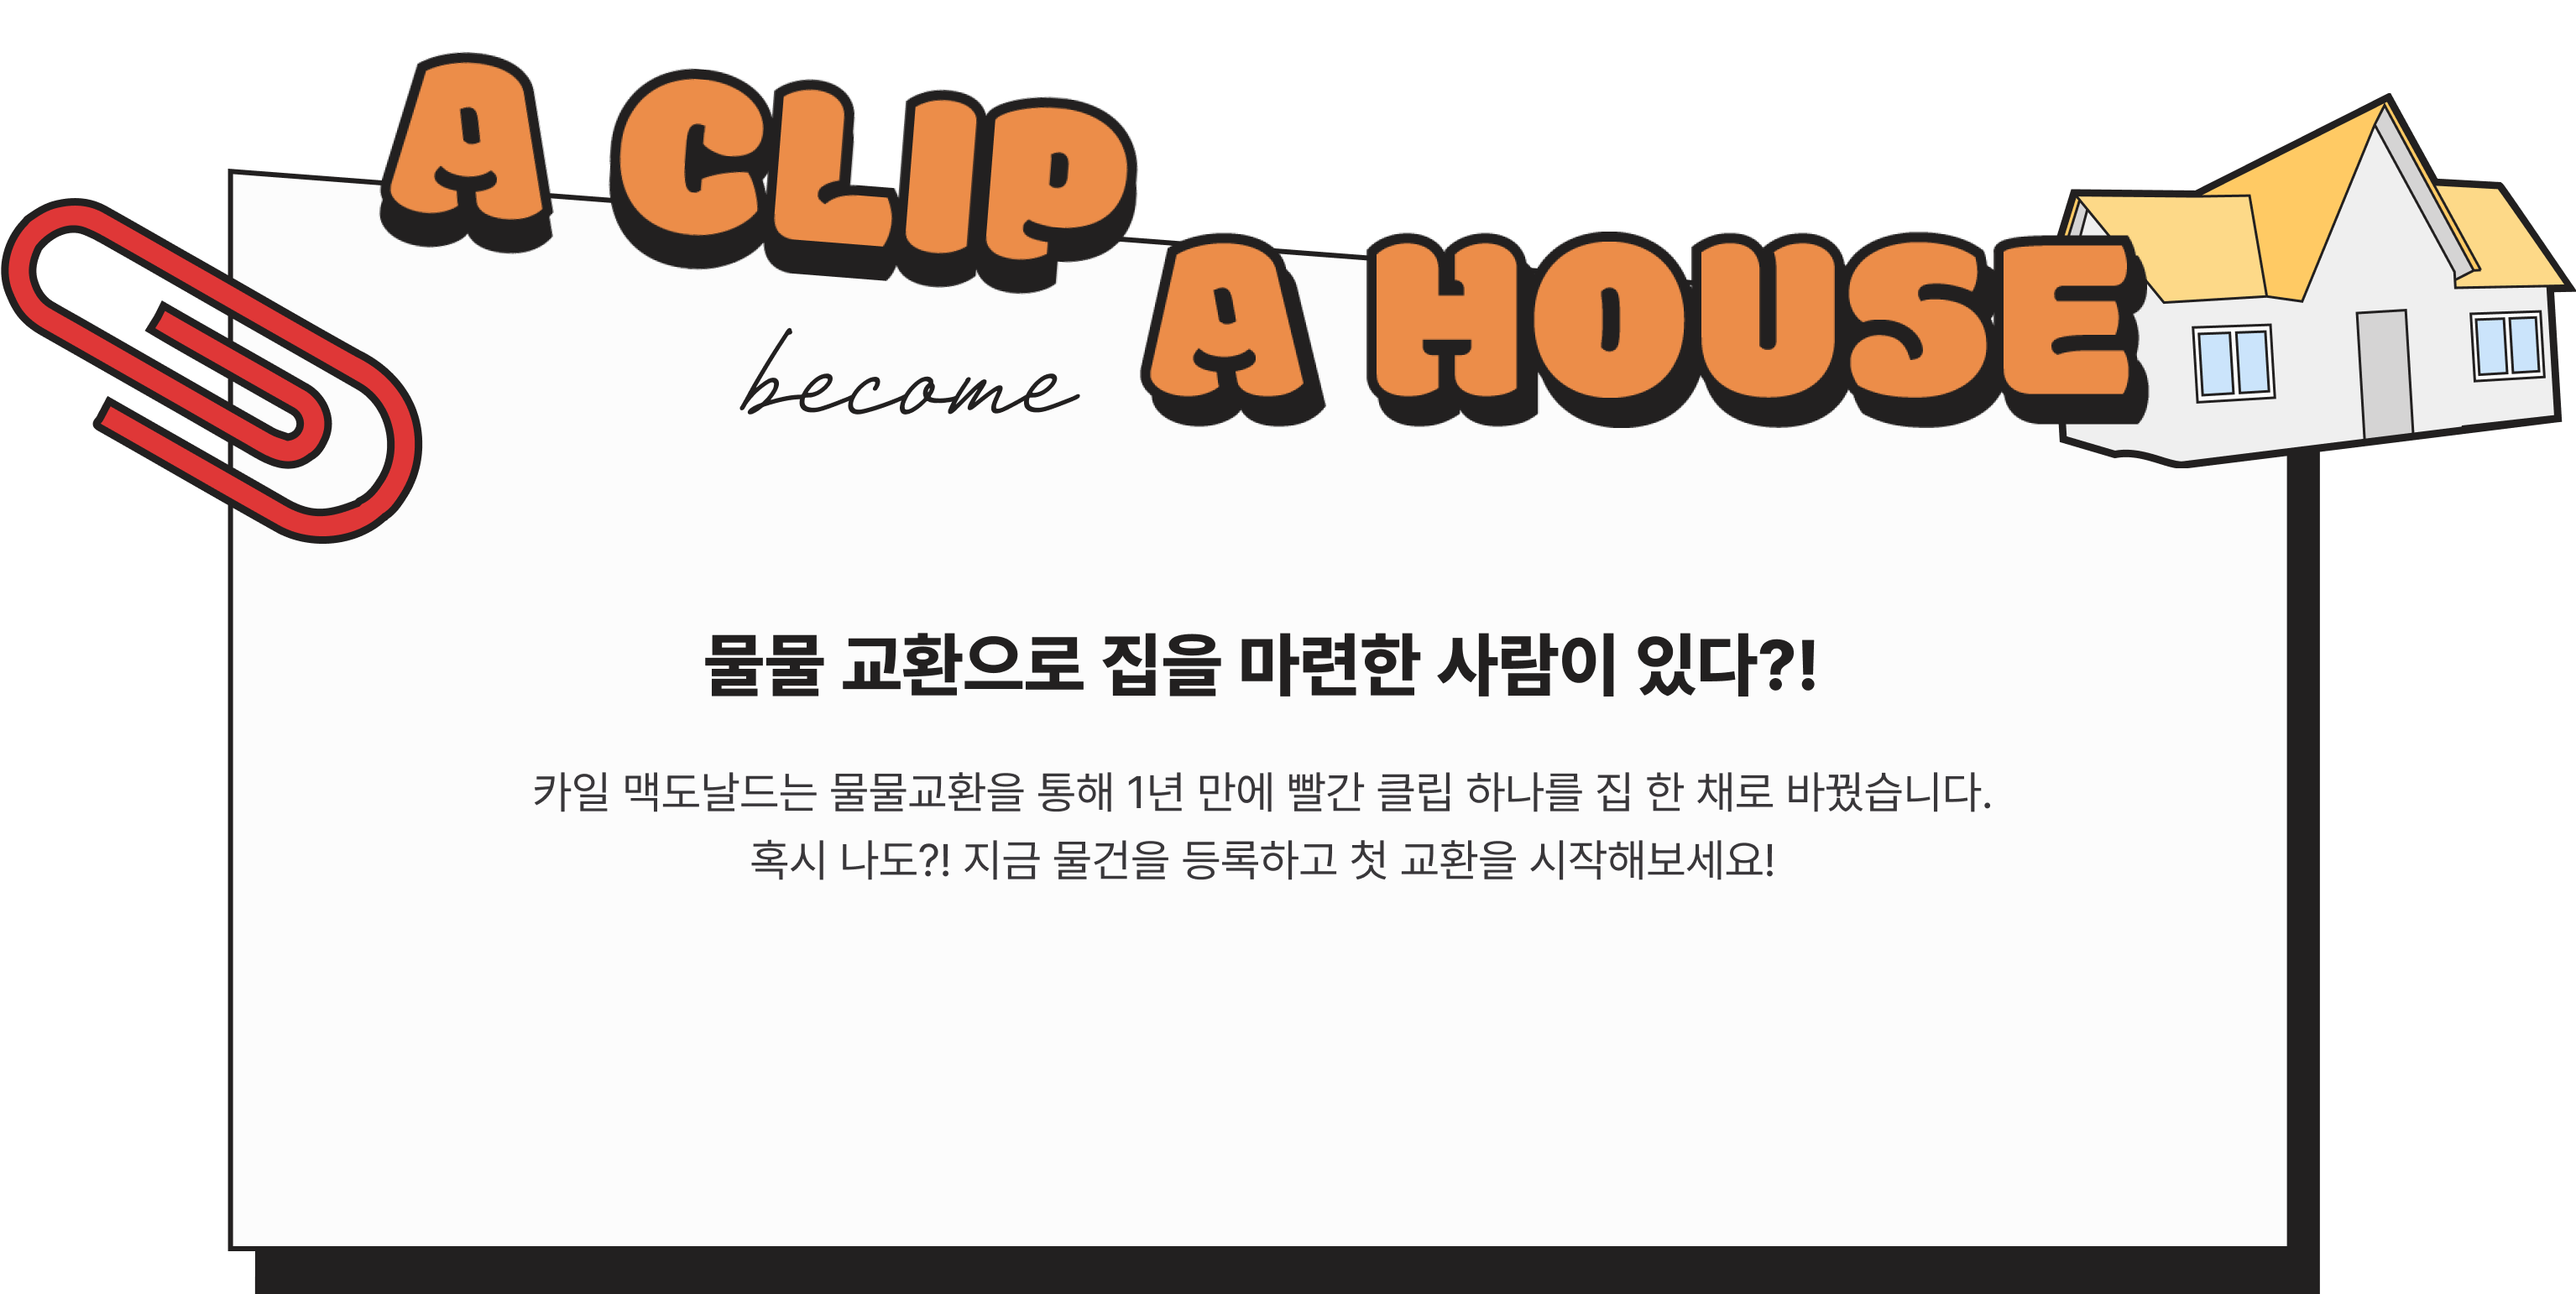 A CLIP
become A HOUSE
물물 교환으로 집을 마련한 사람이 있다?!
카일 맥도날드는 물물교환을 통해 1년 만에 빨간 클립 하나를 집 한 채로 바꿨습니다.
혹시 나도?! 지금 물건을 등록하고 첫 교환을 시작해보세요!